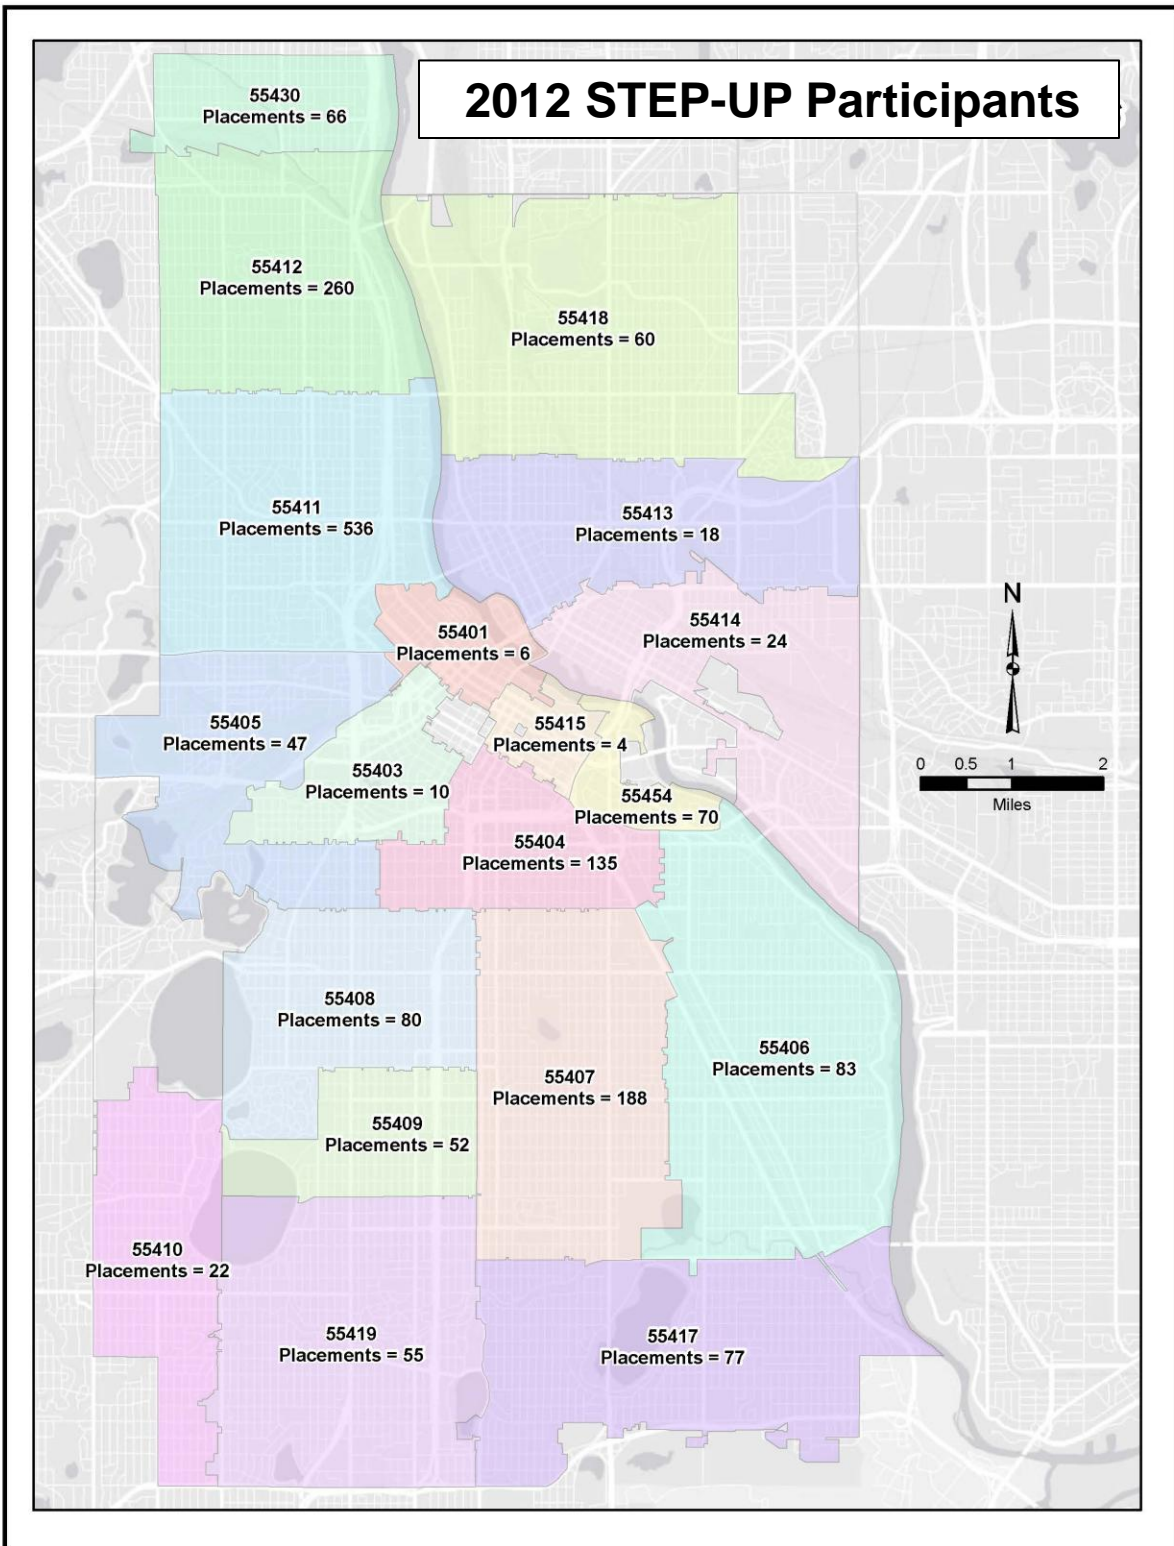 2012 STEP-UP Participants
55430
Placements = 66
55412
Placements = 260
55418
Placements = 60
55411
Placements = 536
55413
Placements = 18
N
55414
Placements = 24
55401
Placements = 6
55405
Placements = 47
55415
Placements = 4
55403
Placements = 10
0 0.5 1 2
Miles
55454
Placements = 70
55404
Placements = 135
55408
Placements = 80
55406
Placements = 83
55407
Placements = 188
55409
Placements = 52
55410
Placements = 22
55419
Placements = 55
55417
Placements = 77